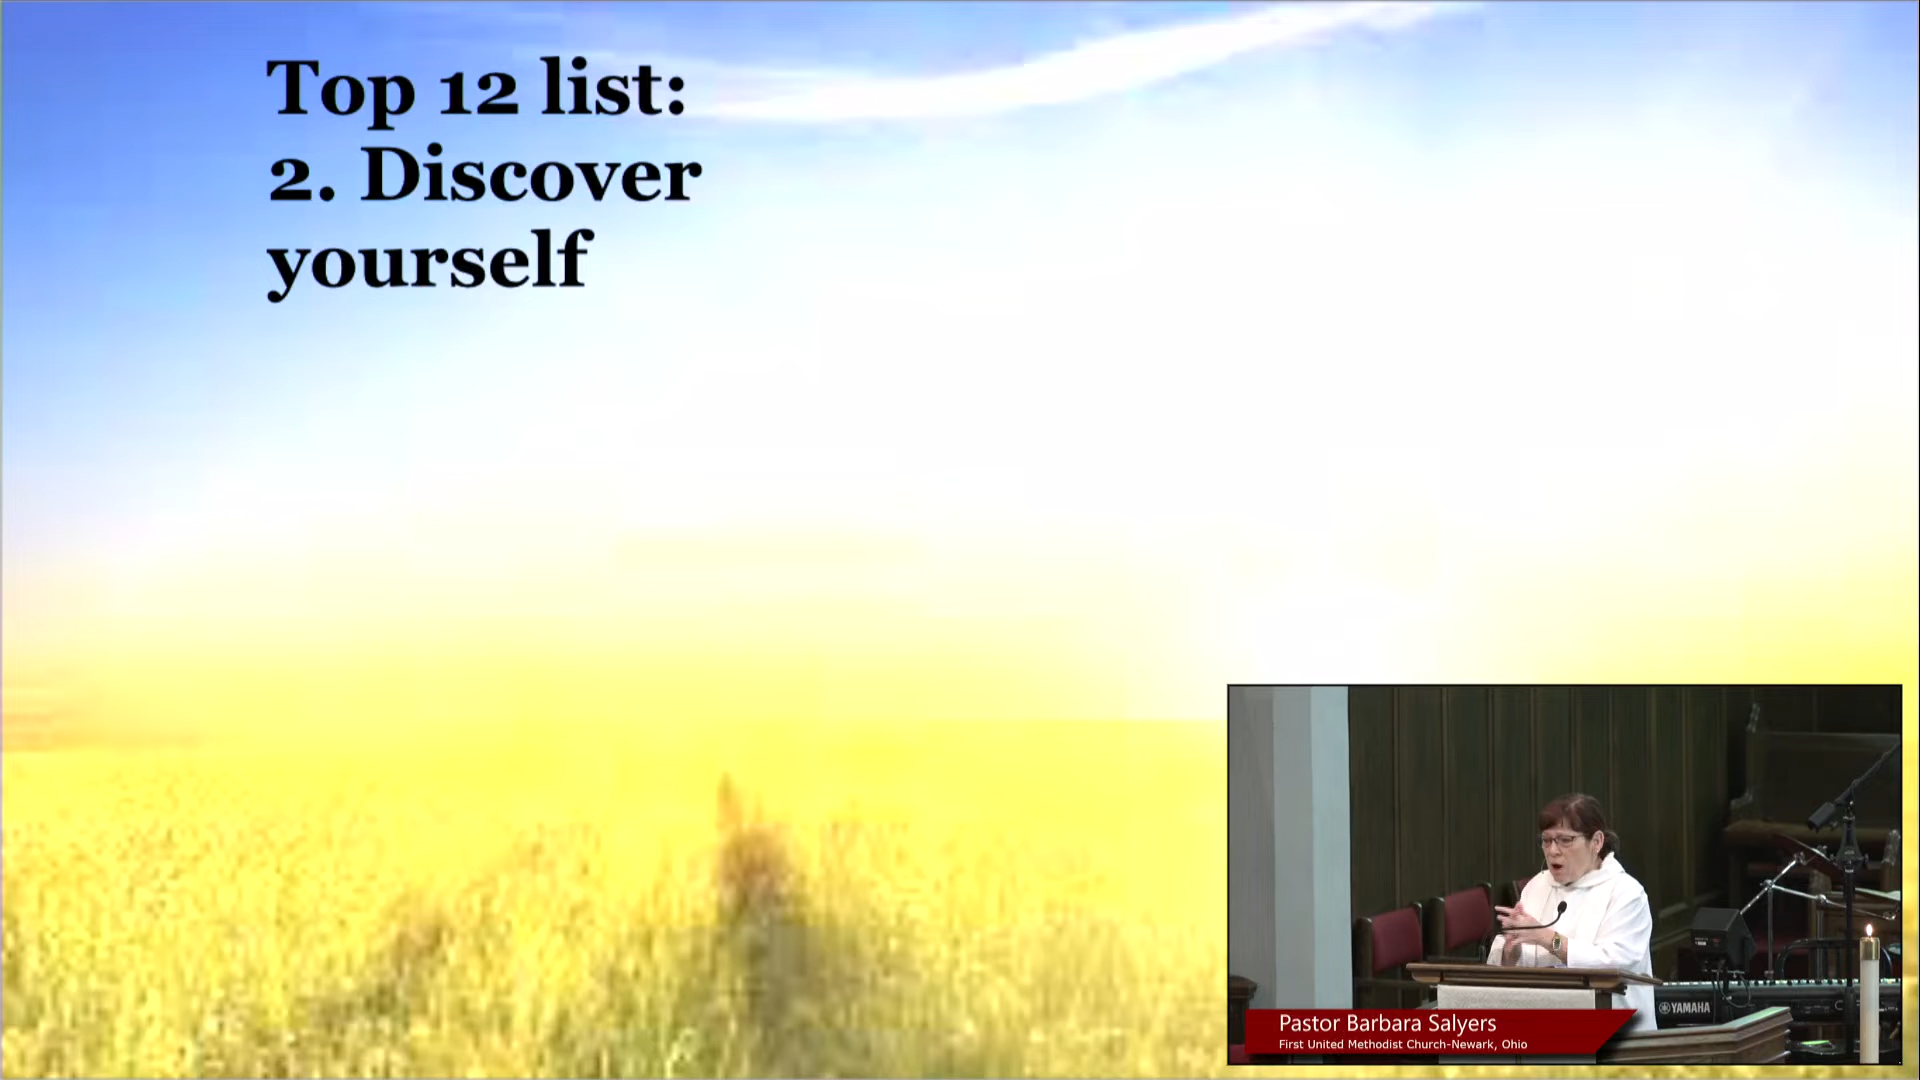 Top 12 list:
2. Discover
yourself
YAMAHA
Pastor Barbara Salyers
First United Methodist Church-Newark, Ohio